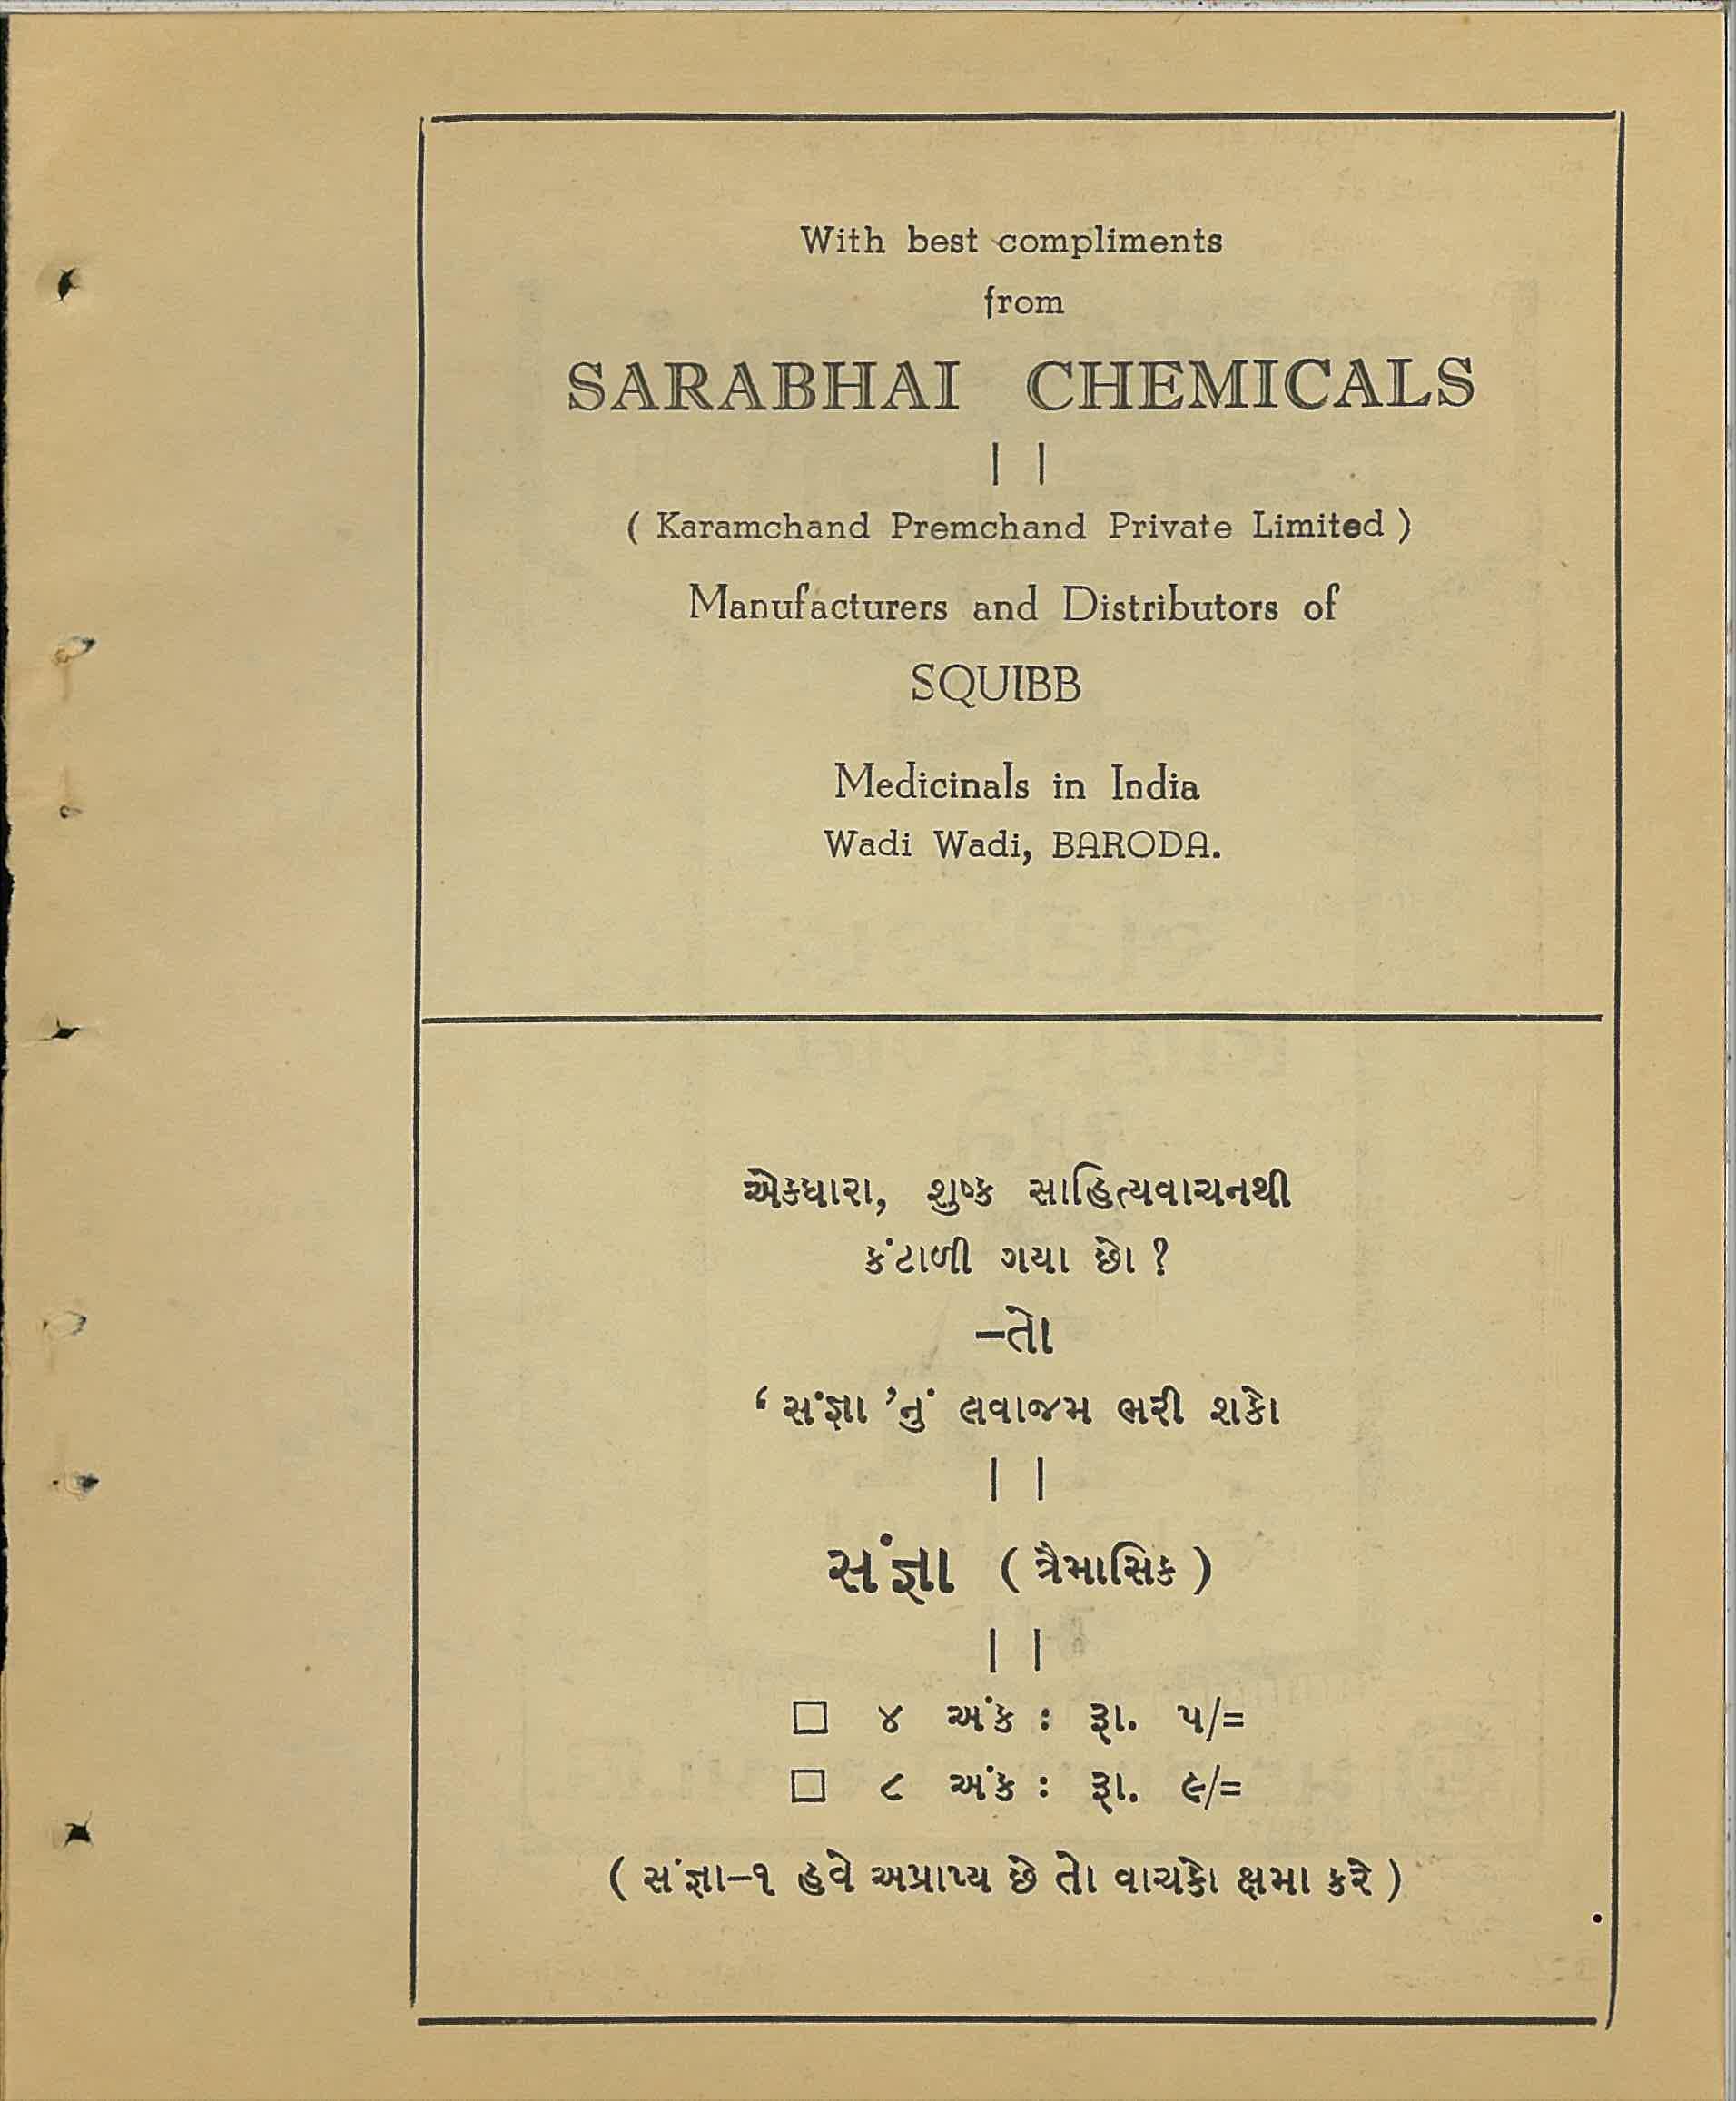 With best compliments
from
SARABHAI CHEMICALS
| |
( Karamchand Premchand Private Limited )
Manufacturers and Distributors of
SQUIBB
Medicinals in India
Wadi Wadi, BARODA.
એકધારા, શુષ્ક સાહિત્યવાચનથી
કંટાળી ગયા છો ?
–તો
‘ સંજ્ઞા ’નું લવાજમ ભરી શકો
| |
સંજ્ઞા ( ત્રૈમાસિક )
| |
□ ૪ અંક : રૂા. ૫/=
□ ૮ અંક : રૂા. ૯/=
( સંજ્ઞા–૧ હવે અપ્રાપ્ય છે તો વાચકો ક્ષમા કરે )